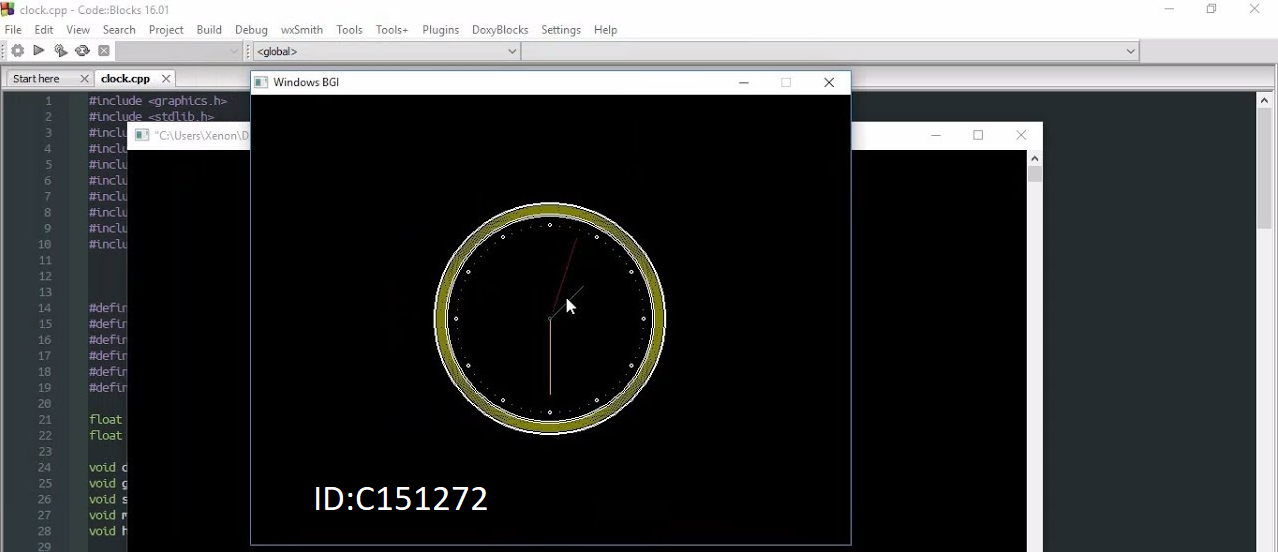 clock.cpp - Code::Blocks 16.01
File Edit View Search Project Build Debug wxSmith Tools Tools+ Plugins DoxyBlocks Settings Help
<global>
Start here clock.cpp
Windows BGI
"C:\Users\Xenon\D
1 #include <graphics.h>
2 #include <stdlib.h>
3 #inclu
4 #inclu
5 #inclu
6 #inclu
7 #inclu
8 #inclu
9 #inclu
10 #inclu
11
12
13
14 #defin
15 #defin
16 #defin
17 #defin
18 #defin
19 #defin
20
21 float
22 float
23
24 void d
25 void g
26 void s
27 void m
28 void h
29
ID:C151272